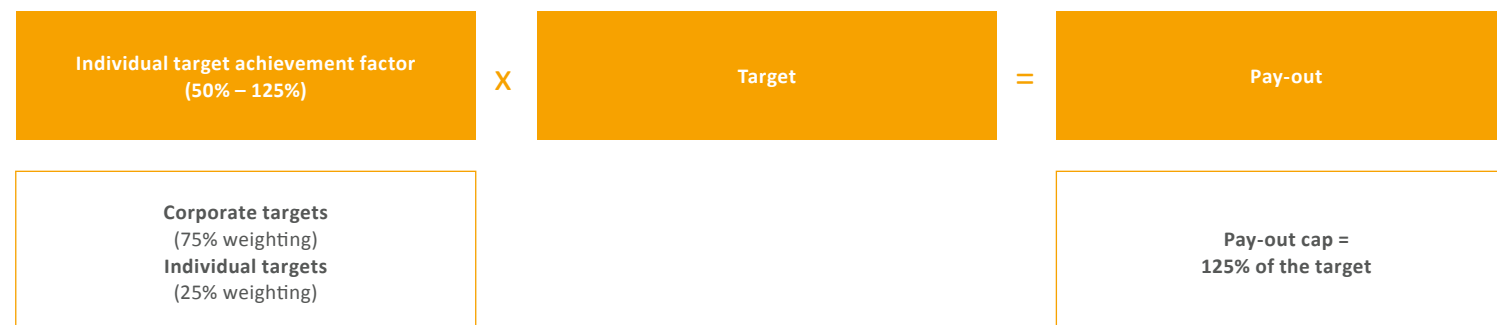 Individual target achievement factor
(50% – 125%)
x
Target
=
Pay-out
Corporate targets
(75% weighting)
Individual targets
(25% weighting)
Pay-out cap =
125% of the target